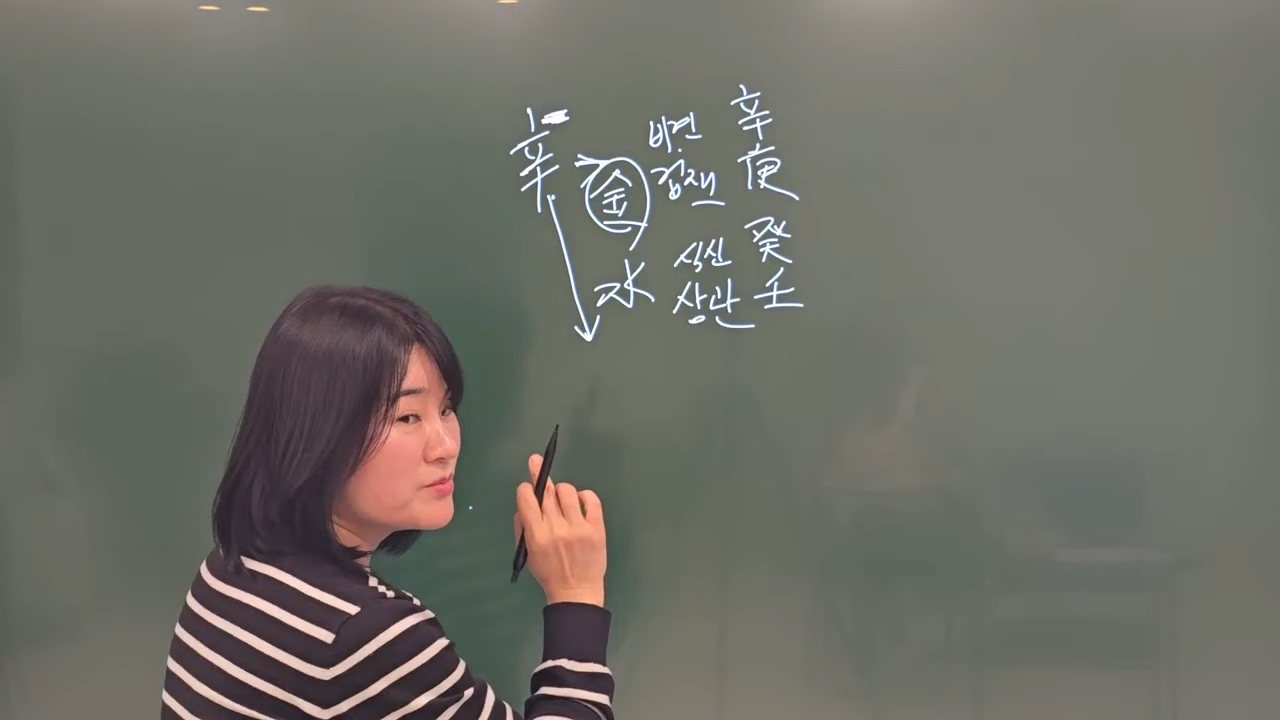 辛
金
비견 辛
겁재 庚
水
식신 癸
상관 壬